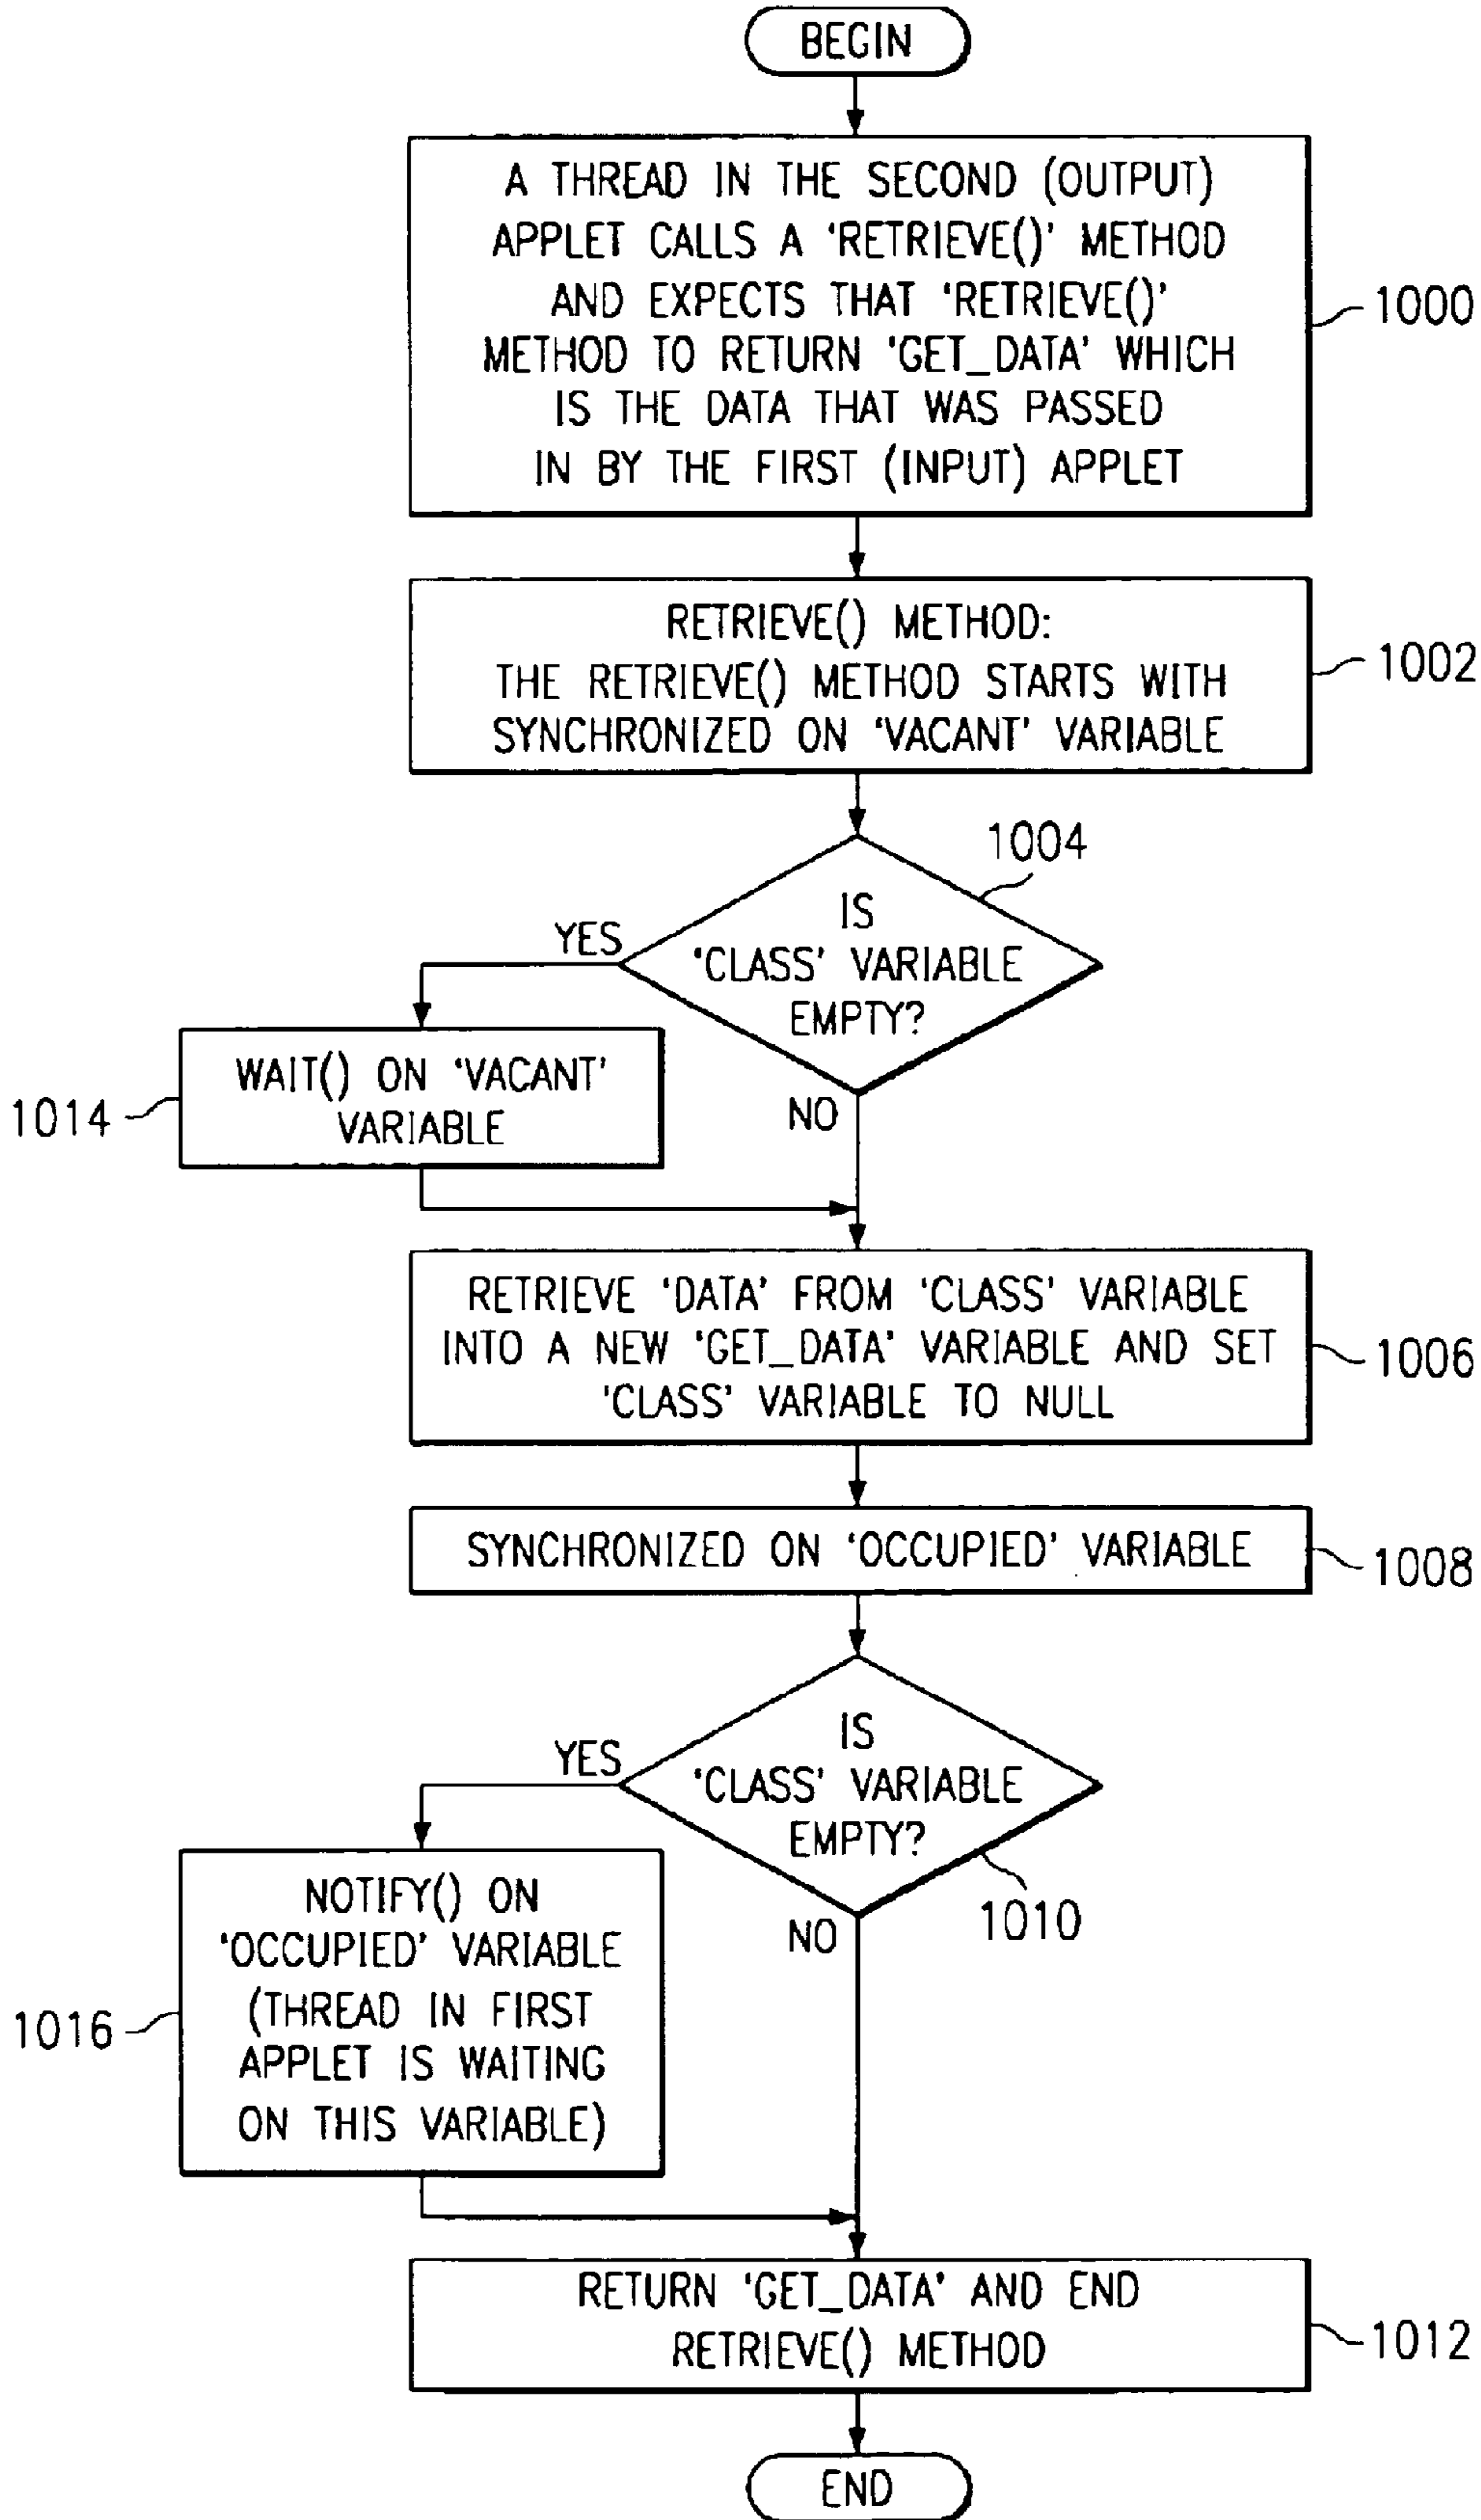 BEGIN
A THREAD IN THE SECOND (OUTPUT)
APPLET CALLS A ‘RETRIEVE()’ METHOD
AND EXPECTS THAT ‘RETRIEVE()’
METHOD TO RETURN ‘GET_DATA’ WHICH
IS THE DATA THAT WAS PASSED
IN BY THE FIRST (INPUT) APPLET
1000
RETRIEVE() METHOD:
THE RETRIEVE() METHOD STARTS WITH
SYNCHRONIZED ON ‘VACANT’ VARIABLE
1002
1004
IS
‘CLASS’ VARIABLE
EMPTY?
YES
NO
WAIT() ON ‘VACANT’
VARIABLE
1014
RETRIEVE ‘DATA’ FROM ‘CLASS’ VARIABLE
INTO A NEW ‘GET_DATA’ VARIABLE AND SET
‘CLASS’ VARIABLE TO NULL
1006
SYNCHRONIZED ON ‘OCCUPIED’ VARIABLE
1008
IS
‘CLASS’ VARIABLE
EMPTY?
YES
1010
NO
NOTIFY() ON
‘OCCUPIED’ VARIABLE
(THREAD IN FIRST
APPLET IS WAITING
ON THIS VARIABLE)
1016
RETURN ‘GET_DATA’ AND END
RETRIEVE() METHOD
1012
END